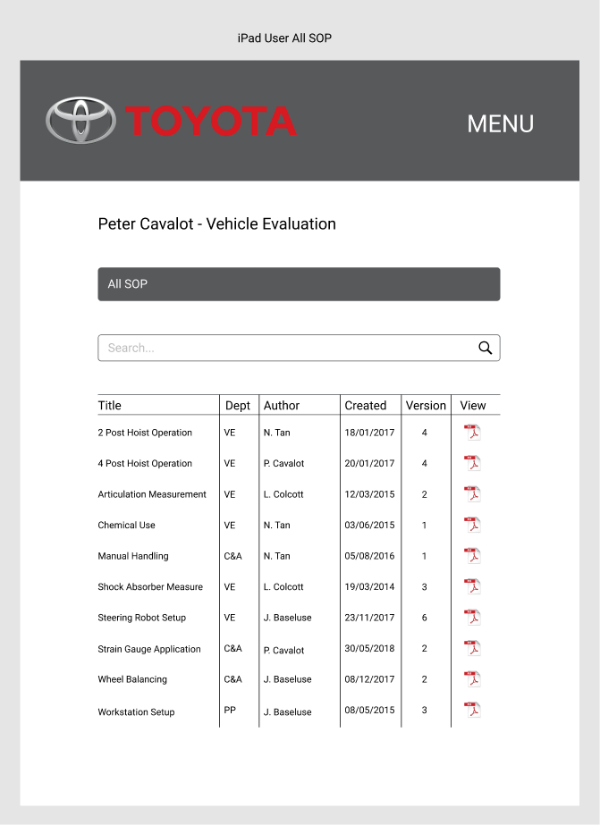 iPad User All SOP
TOYOTA
MENU
Peter Cavalot - Vehicle Evaluation
All SOP
Search...
Title Dept Author Created Version View
2 Post Hoist Operation VE N. Tan 18/01/2017 4
4 Post Hoist Operation VE P. Cavalot 20/01/2017 4
Articulation Measurement VE L. Colcott 12/03/2015 2
Chemical Use VE N. Tan 03/06/2015 1
Manual Handling C&A N. Tan 05/08/2016 1
Shock Absorber Measure VE L. Colcott 19/03/2014 3
Steering Robot Setup VE J. Baseluse 23/11/2017 6
Strain Gauge Application C&A P. Cavalot 30/05/2018 2
Wheel Balancing C&A J. Baseluse 08/12/2017 2
Workstation Setup PP J. Baseluse 08/05/2015 3